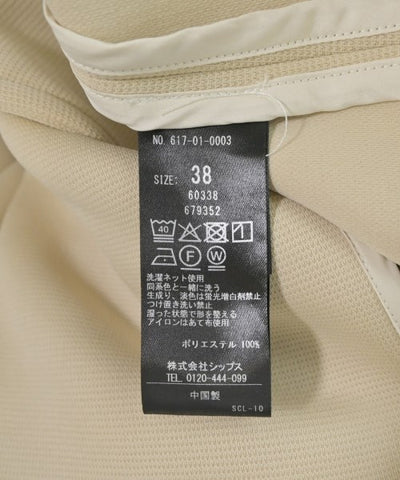 NO. 617-01-0003
SIZE: 38
60338
679352
40
F W
洗濯ネット使用
同系色と一緒に洗う
生成り、淡色は蛍光増白剤禁止
つけ置き洗い禁止
湿った状態で形を整える
アイロンはあて布使用
ポリエステル 100%
株式会社シップス
TEL. 0120-444-099
中国製
SCL-10